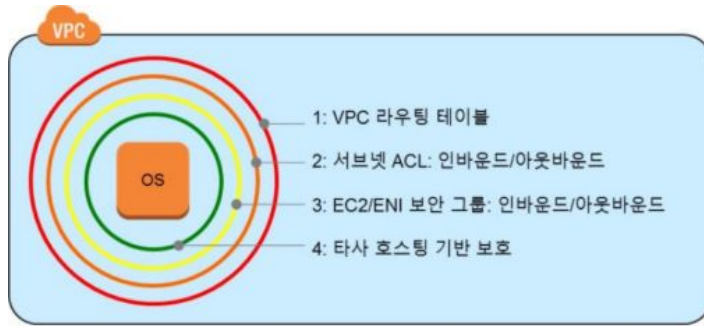 VPC
1: VPC 라우팅 테이블
2: 서브넷 ACL: 인바운드/아웃바운드
OS
3: EC2/ENI 보안 그룹: 인바운드/아웃바운드
4: 타사 호스팅 기반 보호